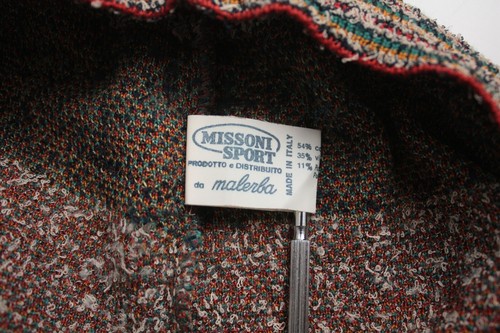 MISSONI
SPORT
PRODOTTO e DISTRIBUITO
da malerba
MADE IN ITALY
54%
35%
11%